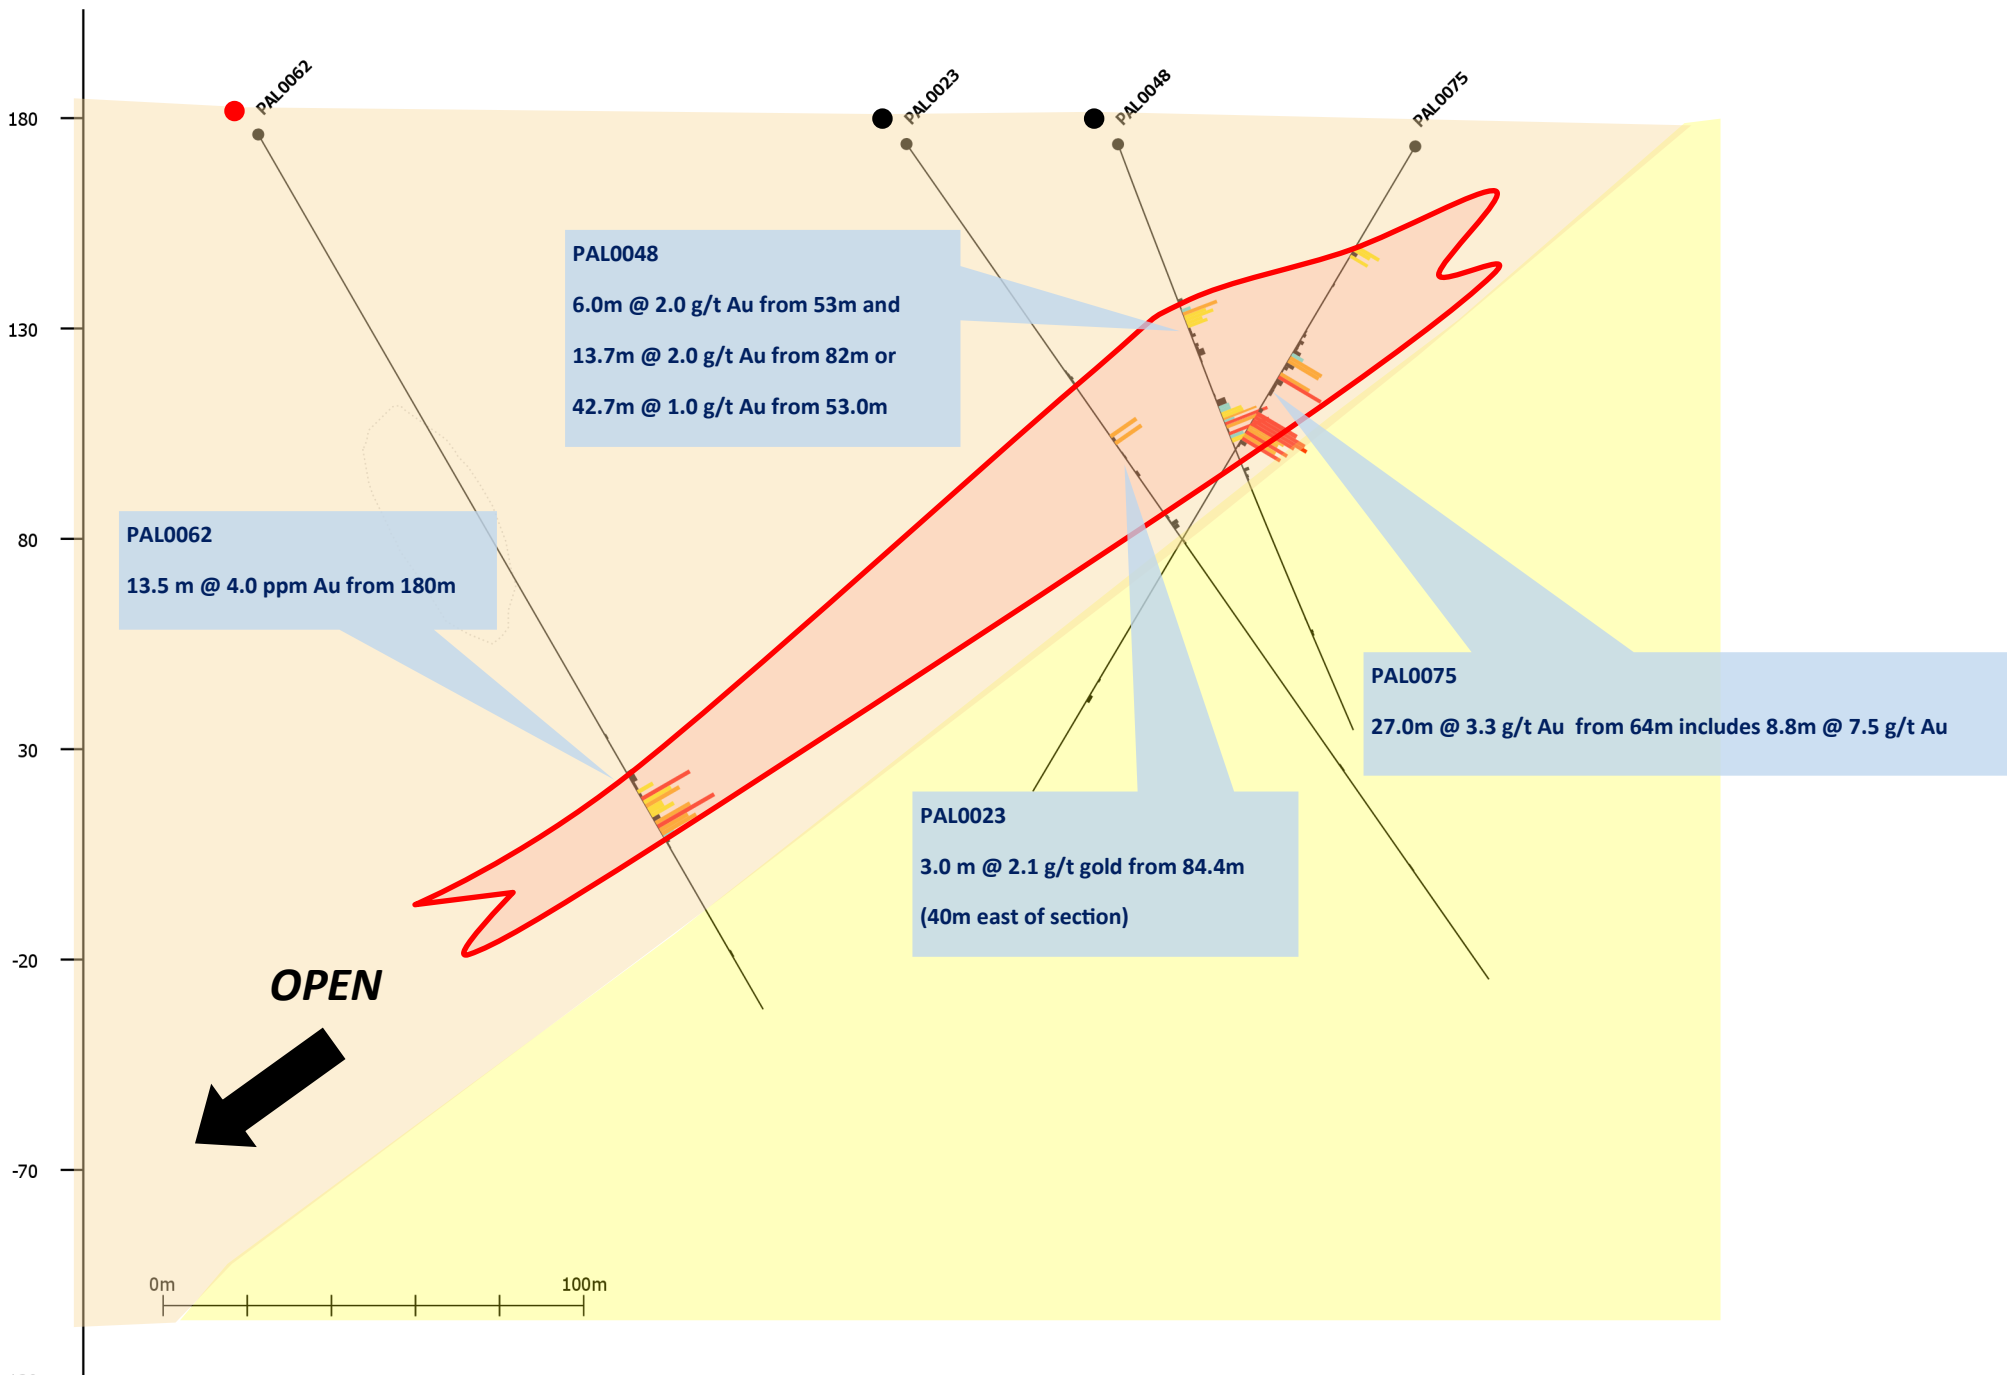 PAL0062
PAL0023
PAL0048
PAL0075
180
130
80
30
-20
-70
PAL0048
6.0m @ 2.0 g/t Au from 53m and
13.7m @ 2.0 g/t Au from 82m or
42.7m @ 1.0 g/t Au from 53.0m
PAL0062
13.5 m @ 4.0 ppm Au from 180m
PAL0075
27.0m @ 3.3 g/t Au from 64m includes 8.8m @ 7.5 g/t Au
PAL0023
3.0 m @ 2.1 g/t gold from 84.4m
(40m east of section)
OPEN
0m
100m